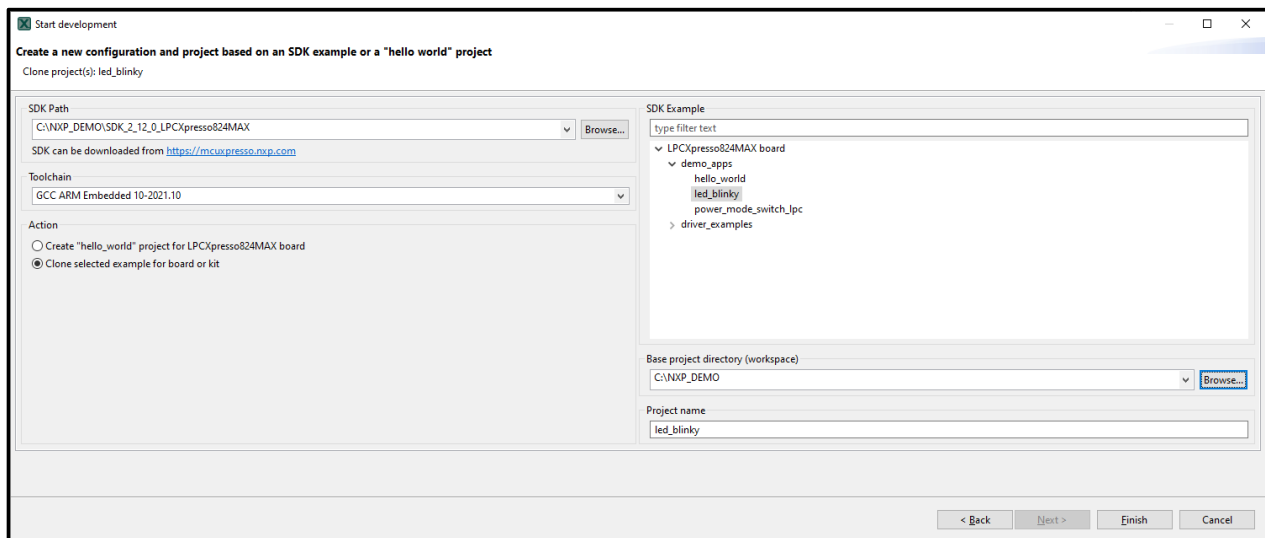 Start development
Create a new configuration and project based on an SDK example or a "hello world" project
Clone project(s): led_blinky
SDK Path
C:\NXP_DEMO\SDK_2_12_0_LPCXpresso824MAX
Browse...
SDK can be downloaded from https://mcuxpresso.nxp.com
Toolchain
GCC ARM Embedded 10-2021.10
Action
Create "hello_world" project for LPCXpresso824MAX board
Clone selected example for board or kit
SDK Example
type filter text
LPCXpresso824MAX board
demo_apps
hello_world
led_blinky
power_mode_switch_lpc
driver_examples
Base project directory (workspace)
C:\NXP_DEMO
Browse...
Project name
led_blinky
< Back
Next >
Finish
Cancel